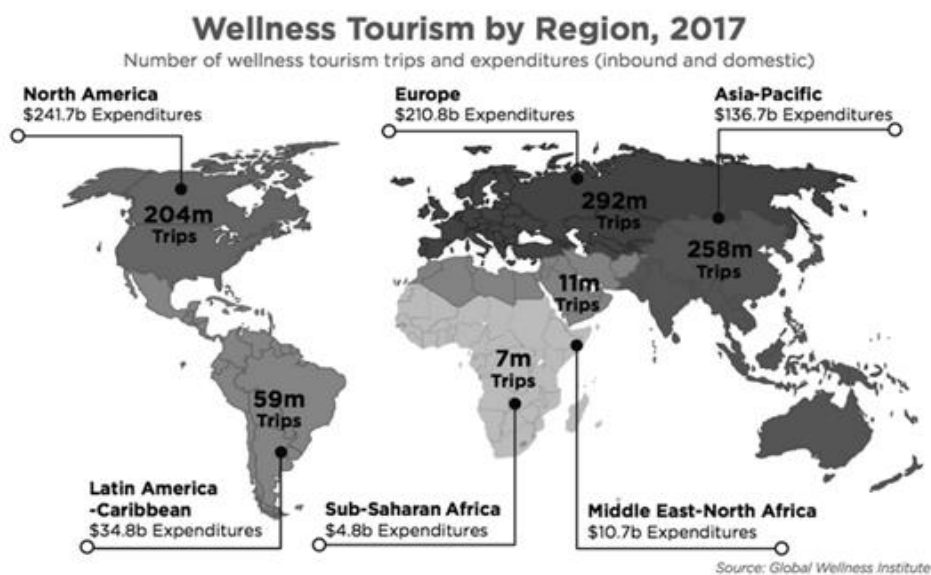 Wellness Tourism by Region, 2017
Number of wellness tourism trips and expenditures (inbound and domestic)
North America
$241.7b Expenditures
Europe
$210.8b Expenditures
Asia-Pacific
$136.7b Expenditures
204m
Trips
292m
Trips
258m
Trips
11m
Trips
7m
Trips
59m
Trips
Latin America
-Caribbean
$34.8b Expenditures
Sub-Saharan Africa
$4.8b Expenditures
Middle East-North Africa
$10.7b Expenditures
Source: Global Wellness Institute